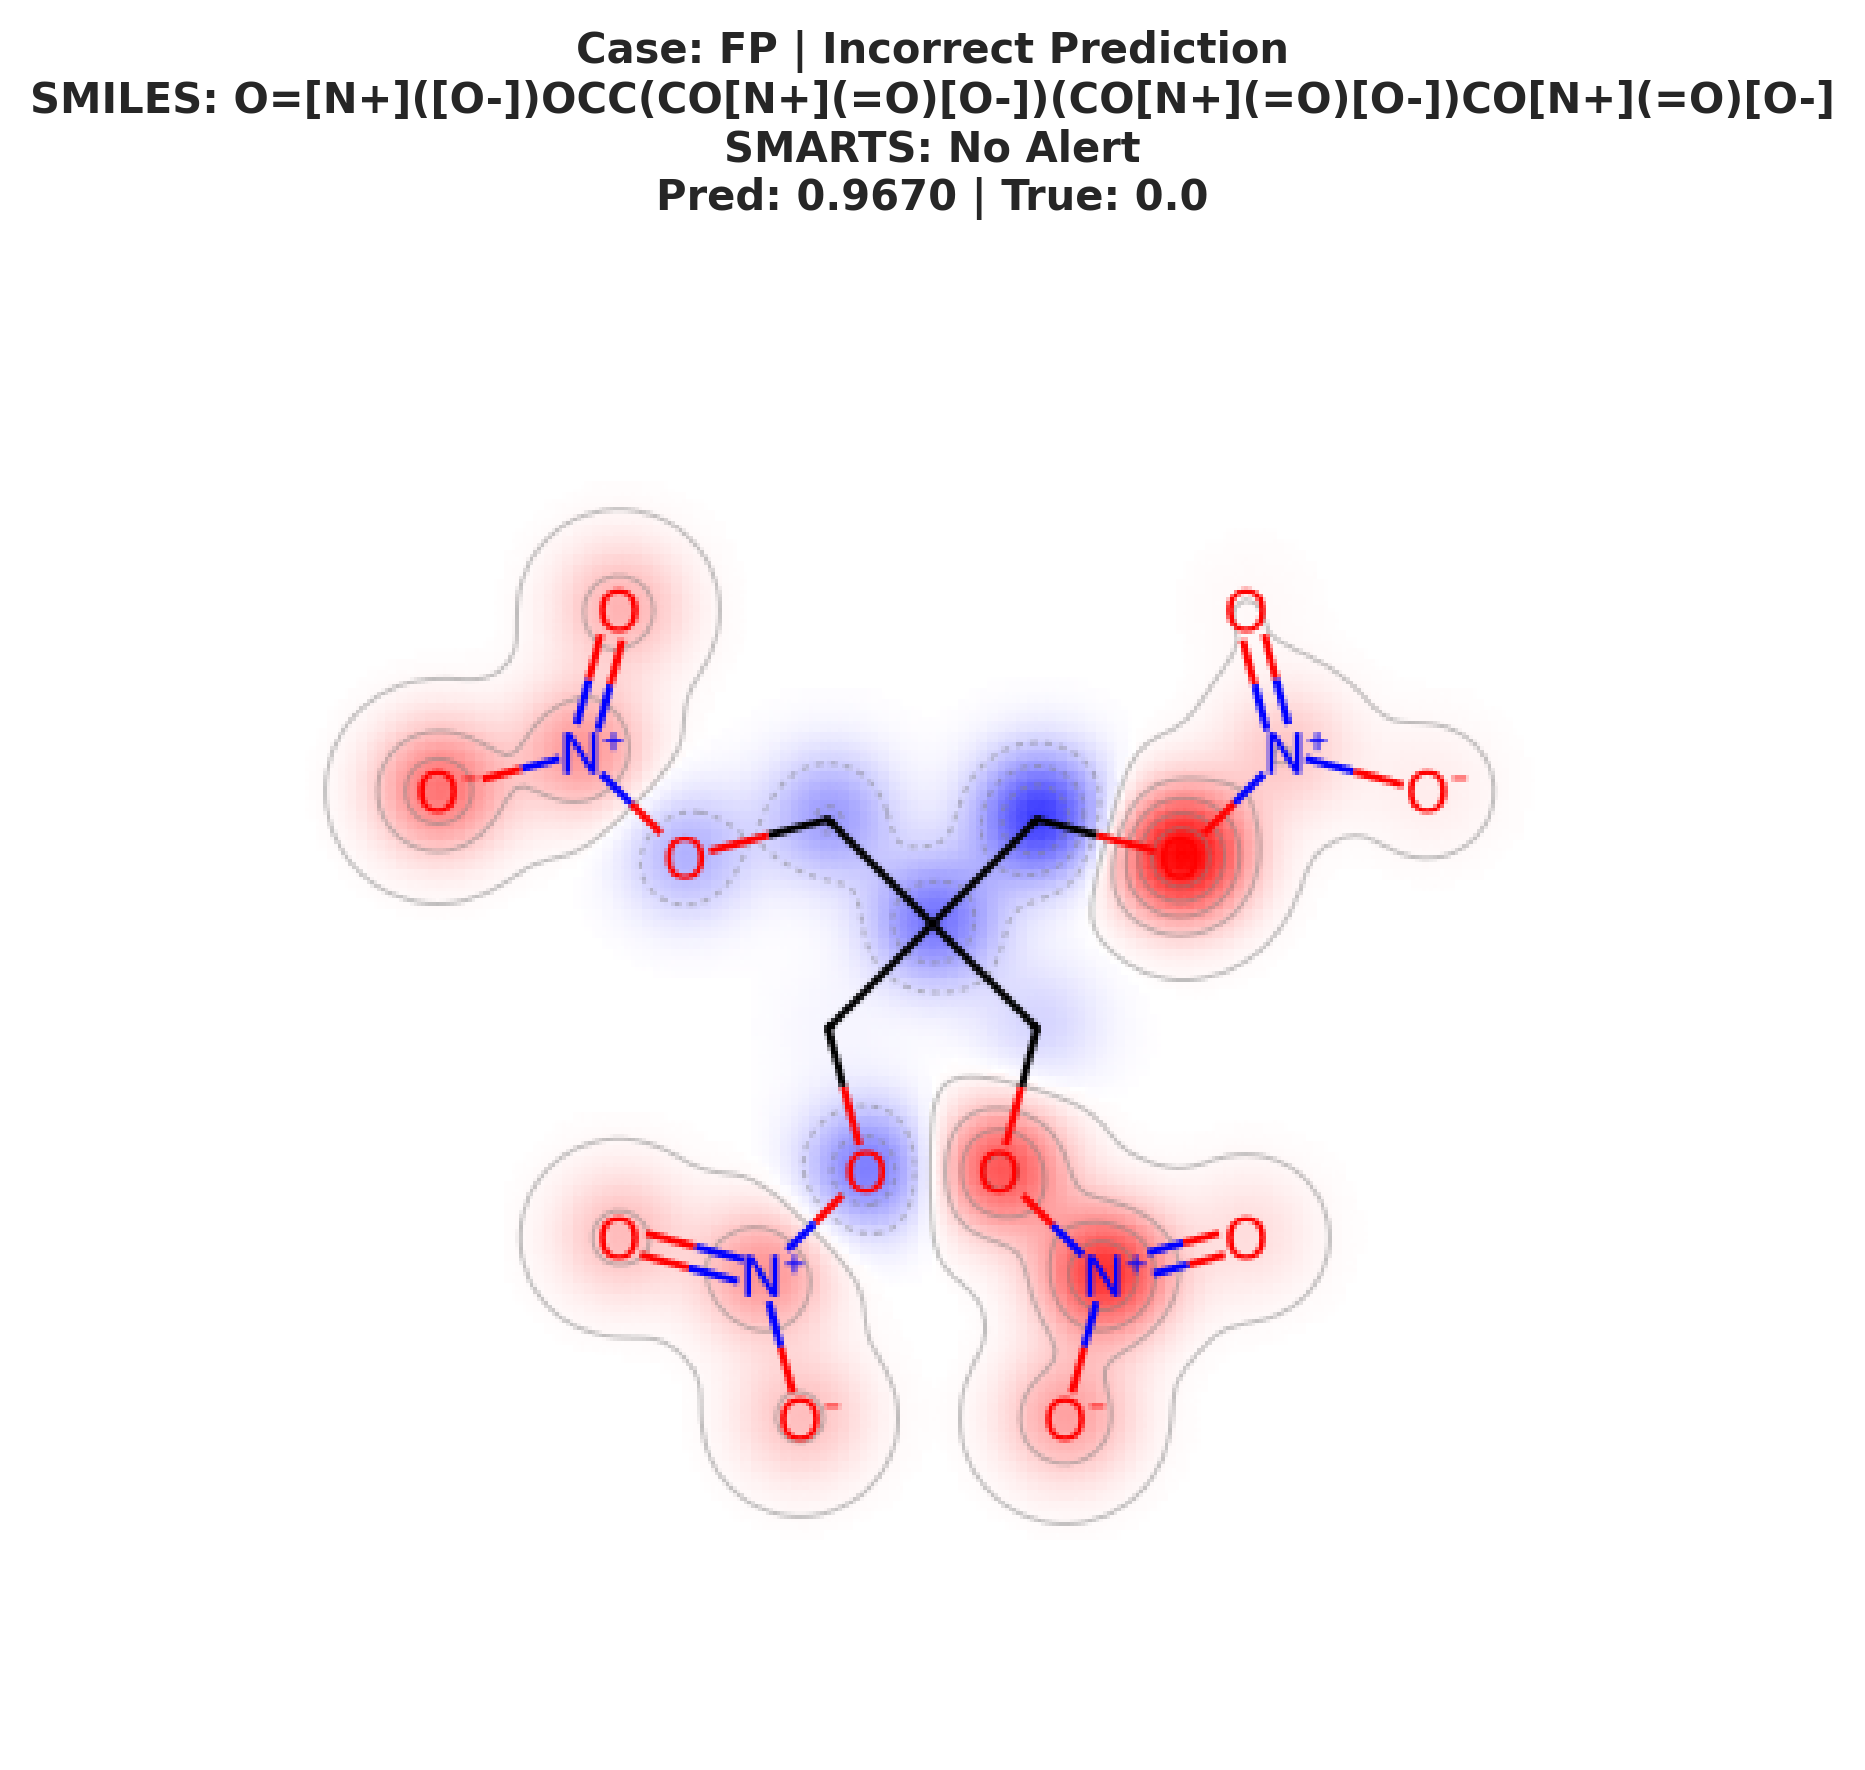 Case: FP | Incorrect Prediction
SMILES: O=[N+]([O-])OCC(CO[N+](=O)[O-])(CO[N+](=O)[O-])CO[N+](=O)[O-]
SMARTS: No Alert
Pred: 0.9670 | True: 0.0
O O
N+ N+
O- O-
O
O O
O O
N+ N+
O- O-